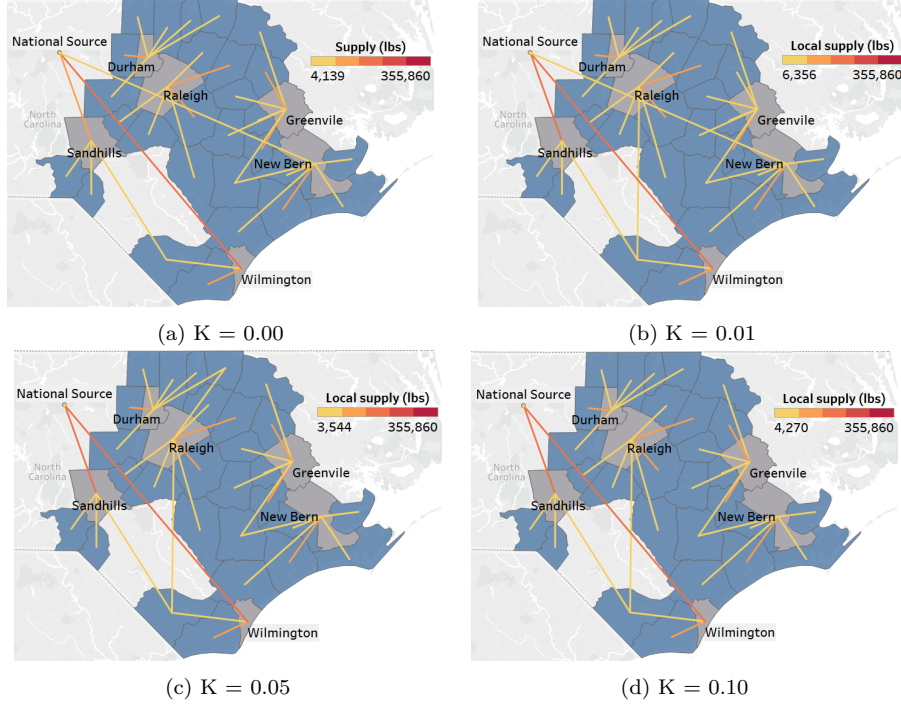 National Source
Supply (lbs)
4,139 355,860
Durham
Raleigh
North
Carolina
Greenvile
Sandhills
New Bern
Wilmington
(a) K = 0.00
National Source
Local supply (lbs)
6,356 355,860
Durham
Raleigh
North
Carolina
Greenvile
Sandhills
New Bern
Wilmington
(b) K = 0.01
National Source
Local supply (lbs)
3,544 355,860
Durham
Raleigh
North
Carolina
Greenvile
Sandhills
New Bern
Wilmington
(c) K = 0.05
National Source
Local supply (lbs)
4,270 355,860
Durham
Raleigh
North
Carolina
Greenvile
Sandhills
New Bern
Wilmington
(d) K = 0.10